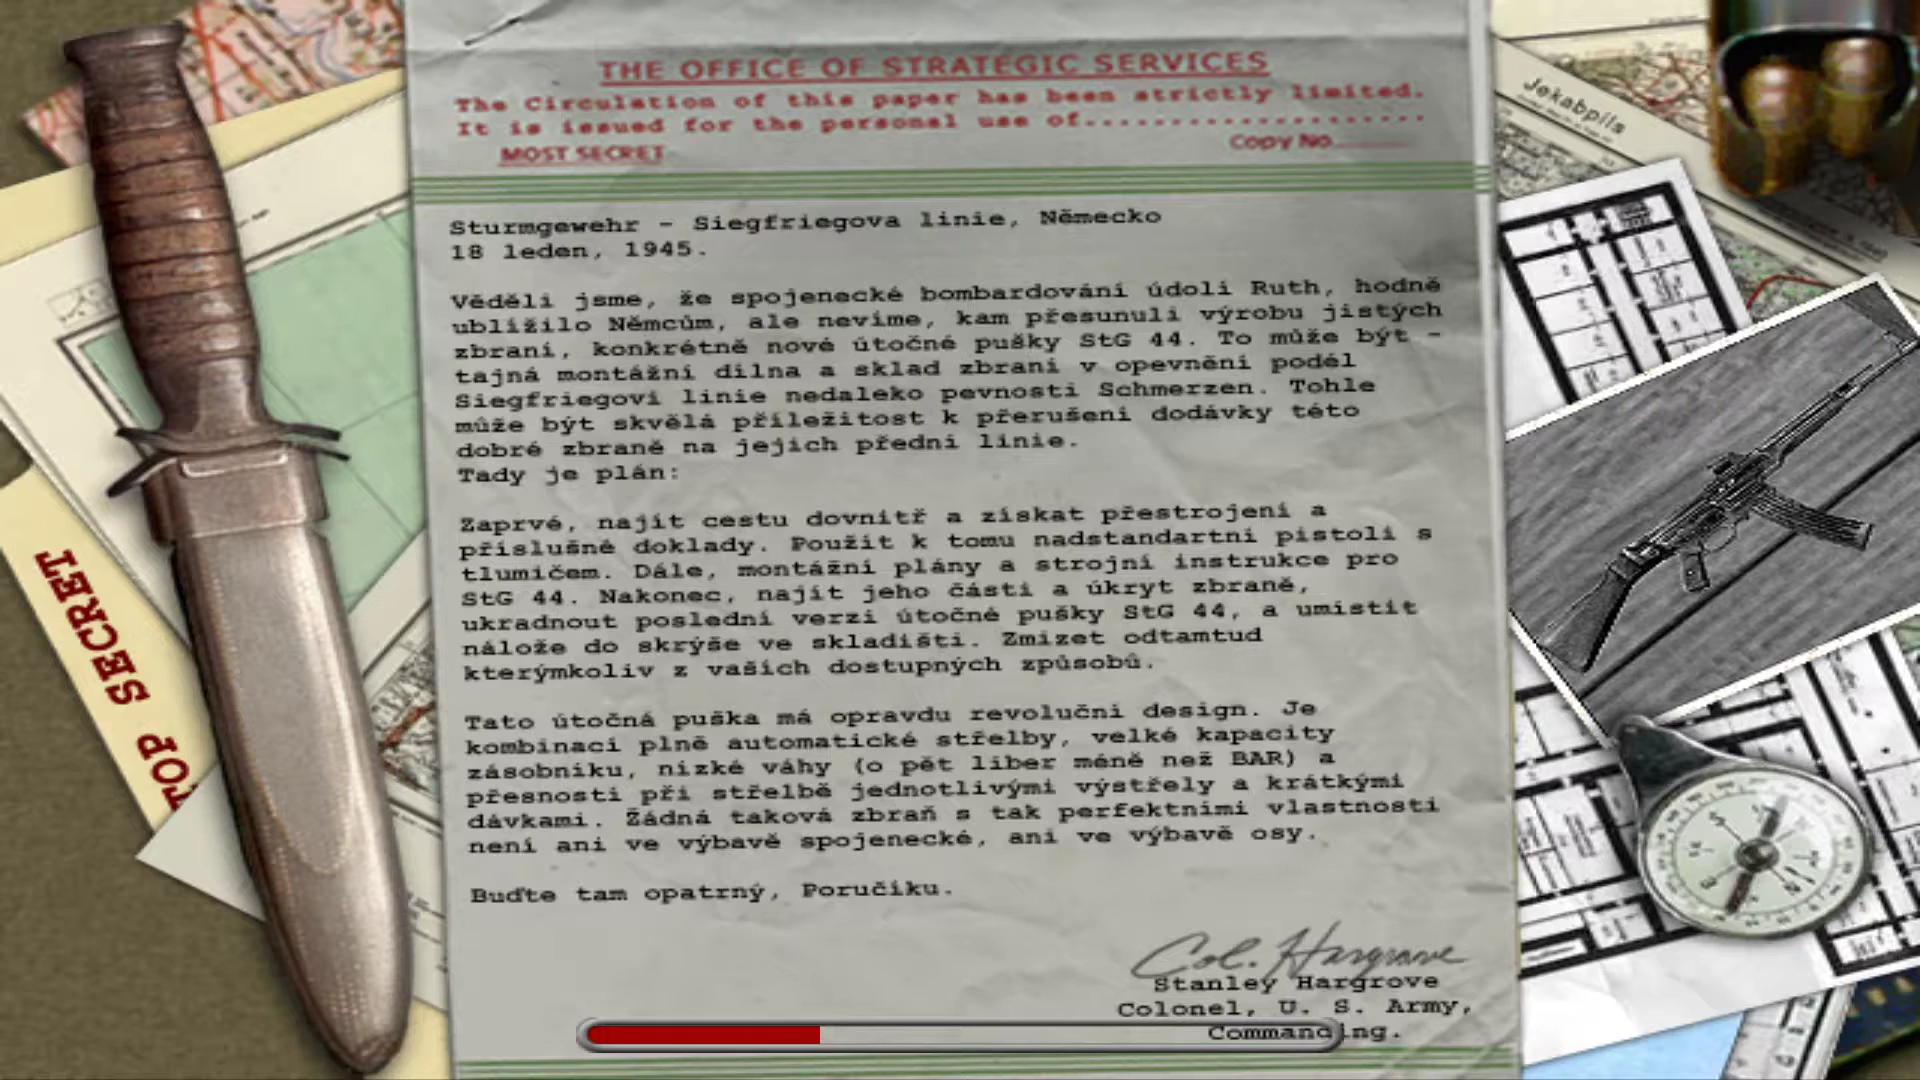 THE OFFICE OF STRATEGIC SERVICES
The Circulation of this paper has been strictly limited.
It is issued for the personal use of.....................
MOST SECRET
Copy No.
Sturmgewehr - Siegfriegova linie, Německo
18 leden, 1945.
Věděli jsme, že spojenecké bombardování údolí Ruth, hodně
ublížilo Němcům, ale nevíme, kam přesunuli výrobu jistých
zbraní, konkrétně nové útočné pušky StG 44. To může být -
tajná montážní dílna a sklad zbraní v opevnění podél
Siegfriegovi linie nedaleko pevnosti Schmerzen. Tohle
může být skvělá příležitost k přerušení dodávky této
dobré zbraně na jejich přední linie.
Tady je plán:
Zaprvé, najít cestu dovnitř a získat přestrojení a
příslušné doklady. Použít k tomu nadstandartní pistoli s
tlumičem. Dále, montážní plány a strojní instrukce pro
StG 44. Nakonec, najít jeho části a úkryt zbraně,
ukradnout poslední verzi útočné pušky StG 44, a umístit
nálože do skrýše ve skladišti. Zmizet odtamtud
kterýmkoliv z vašich dostupných způsobů.
Tato útočná puška má opravdu revoluční design. Je
kombinací plně automatické střelby, velké kapacity
zásobníku, nízké váhy (o pět liber méně než BAR) a
přesnosti při střelbě jednotlivými výstřely a krátkými
dávkami. Žádná taková zbraň s tak perfektními vlastnosti
není ani ve výbavě spojenecké, ani ve výbavě osy.
Buďte tam opatrný, Poručíku.
Col. Hargrove
Stanley Hargrove
Colonel, U. S. Army,
Commanding.
TOP SECRET
Jekabpils